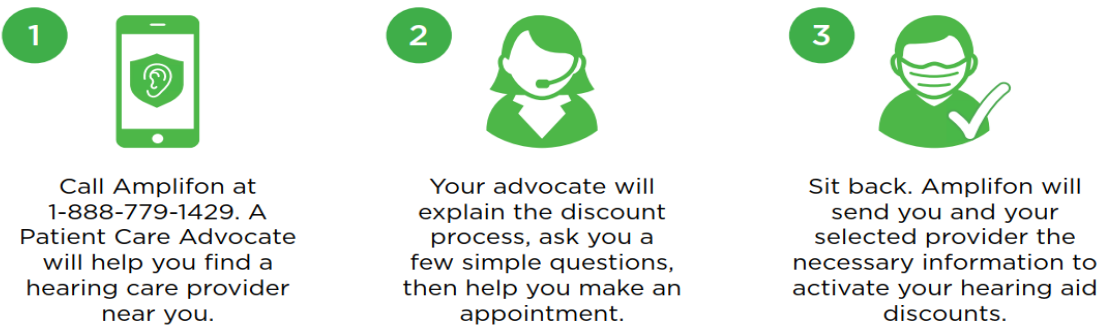 1
Call Amplifon at
1-888-779-1429. A
Patient Care Advocate
will help you find a
hearing care provider
near you.
2
Your advocate will
explain the discount
process, ask you a
few simple questions,
then help you make an
appointment.
3
Sit back. Amplifon will
send you and your
selected provider the
necessary information to
activate your hearing aid
discounts.